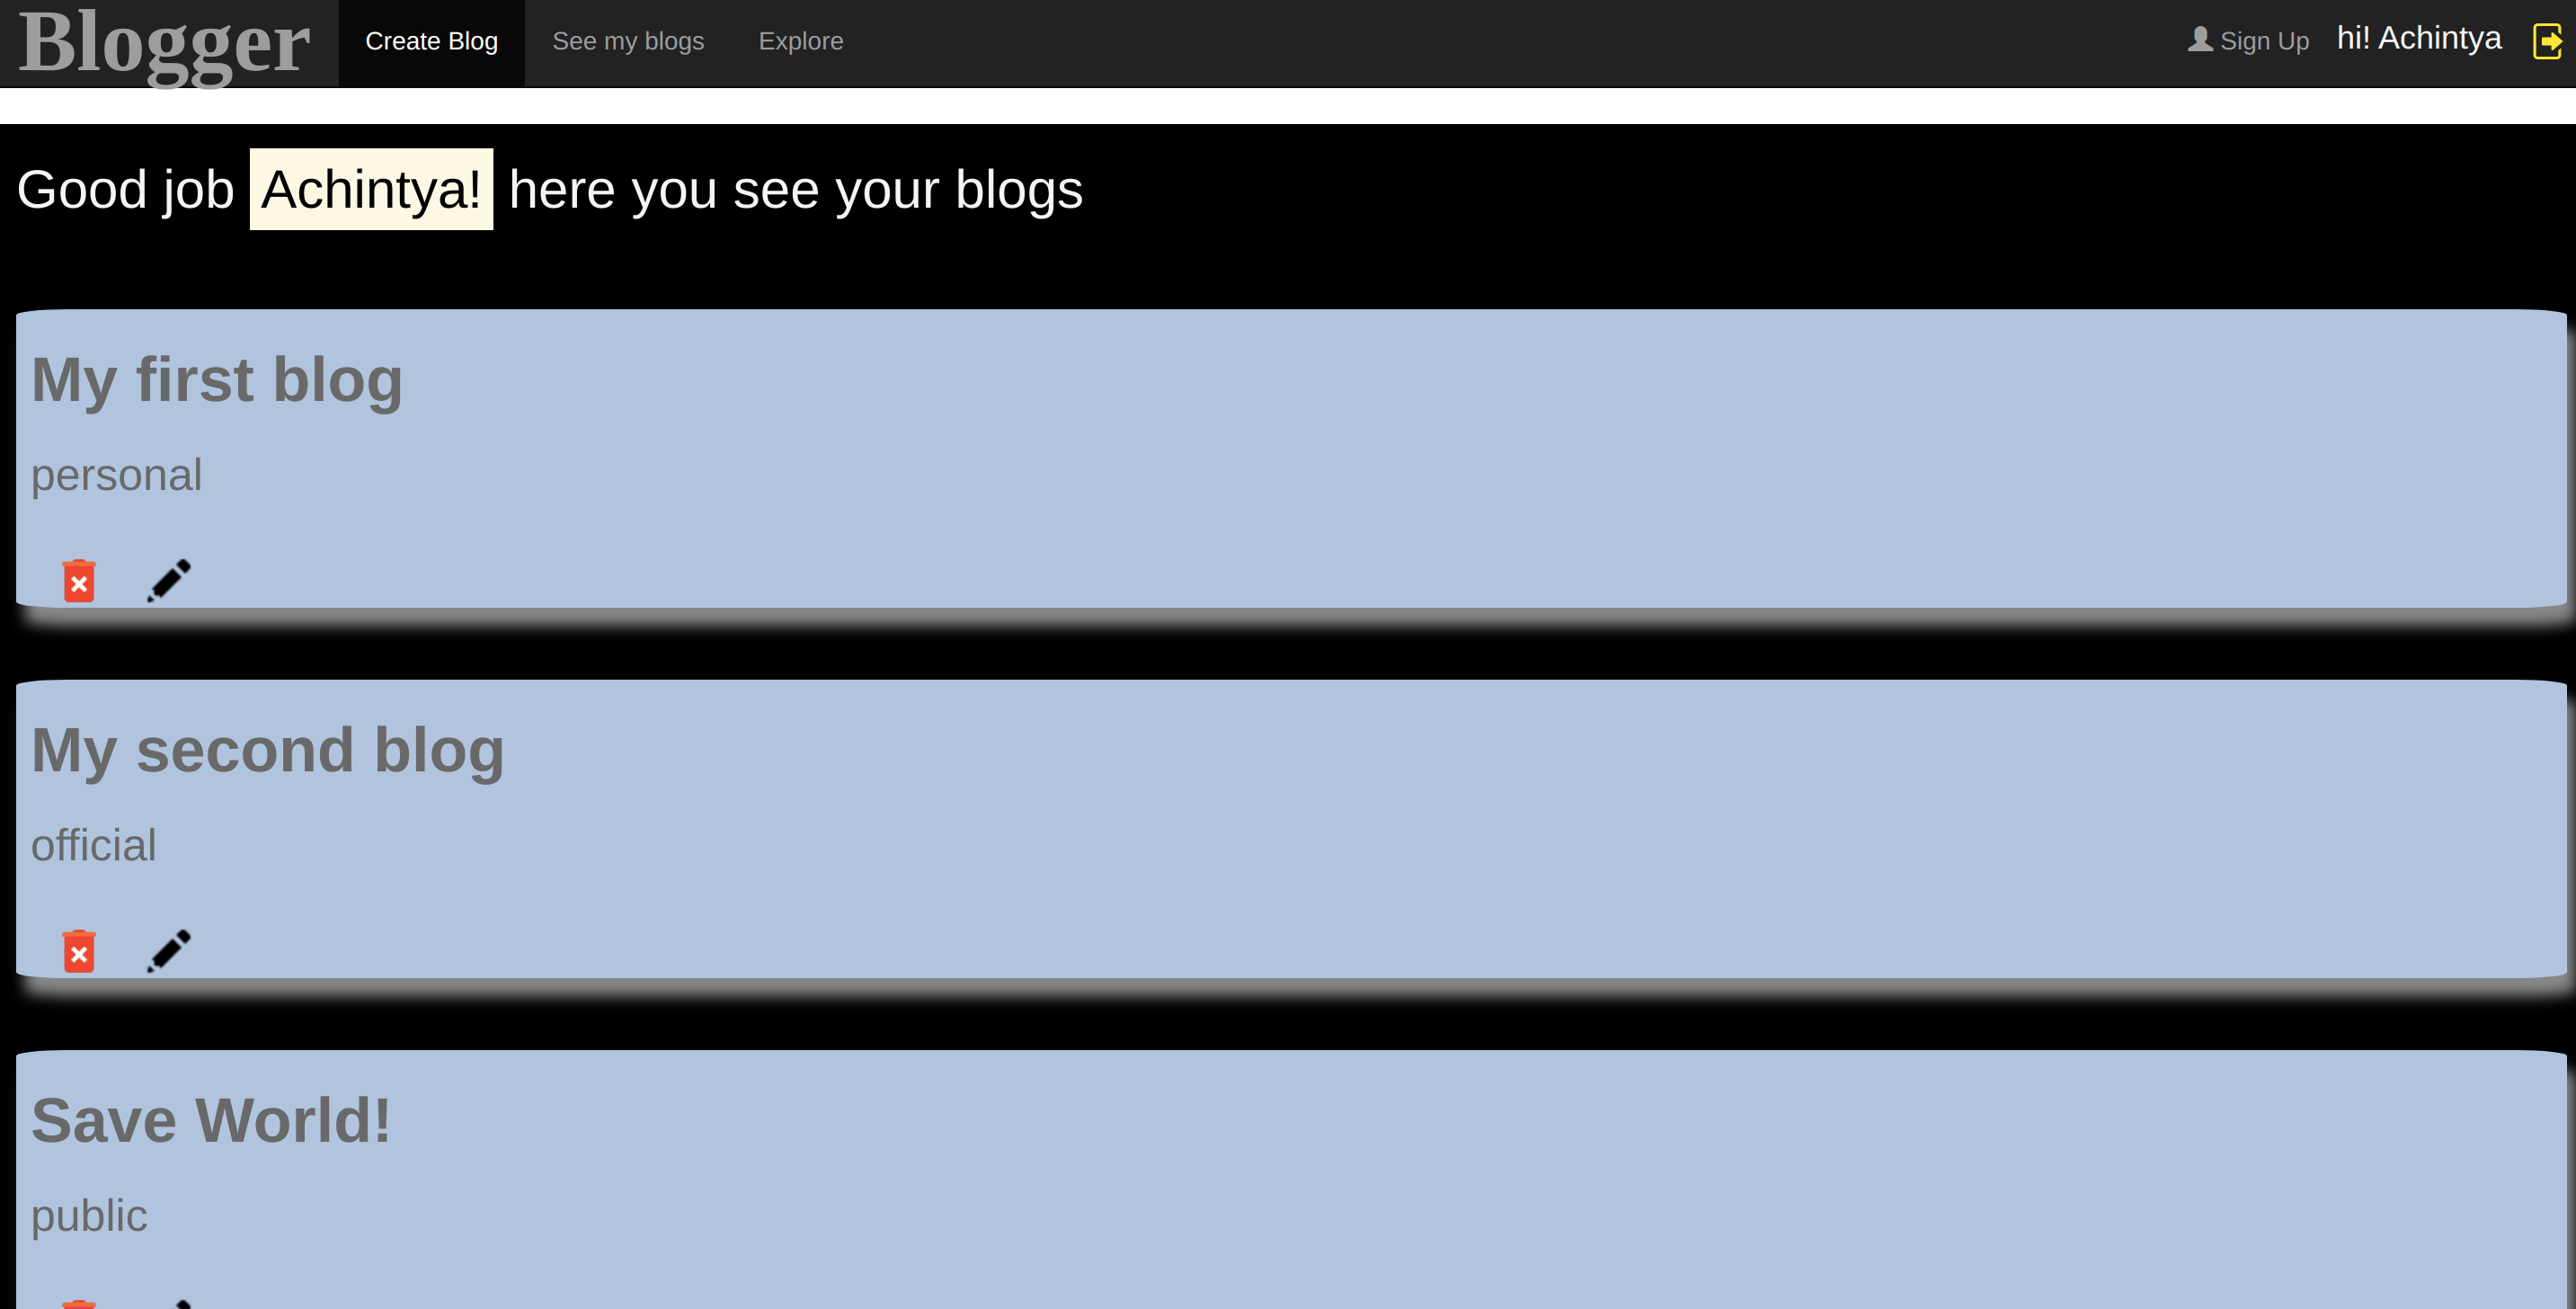 Blogger Create Blog See my blogs Explore Sign Up hi! Achintya
Good job Achintya! here you see your blogs
My first blog
personal
My second blog
official
Save World!
public